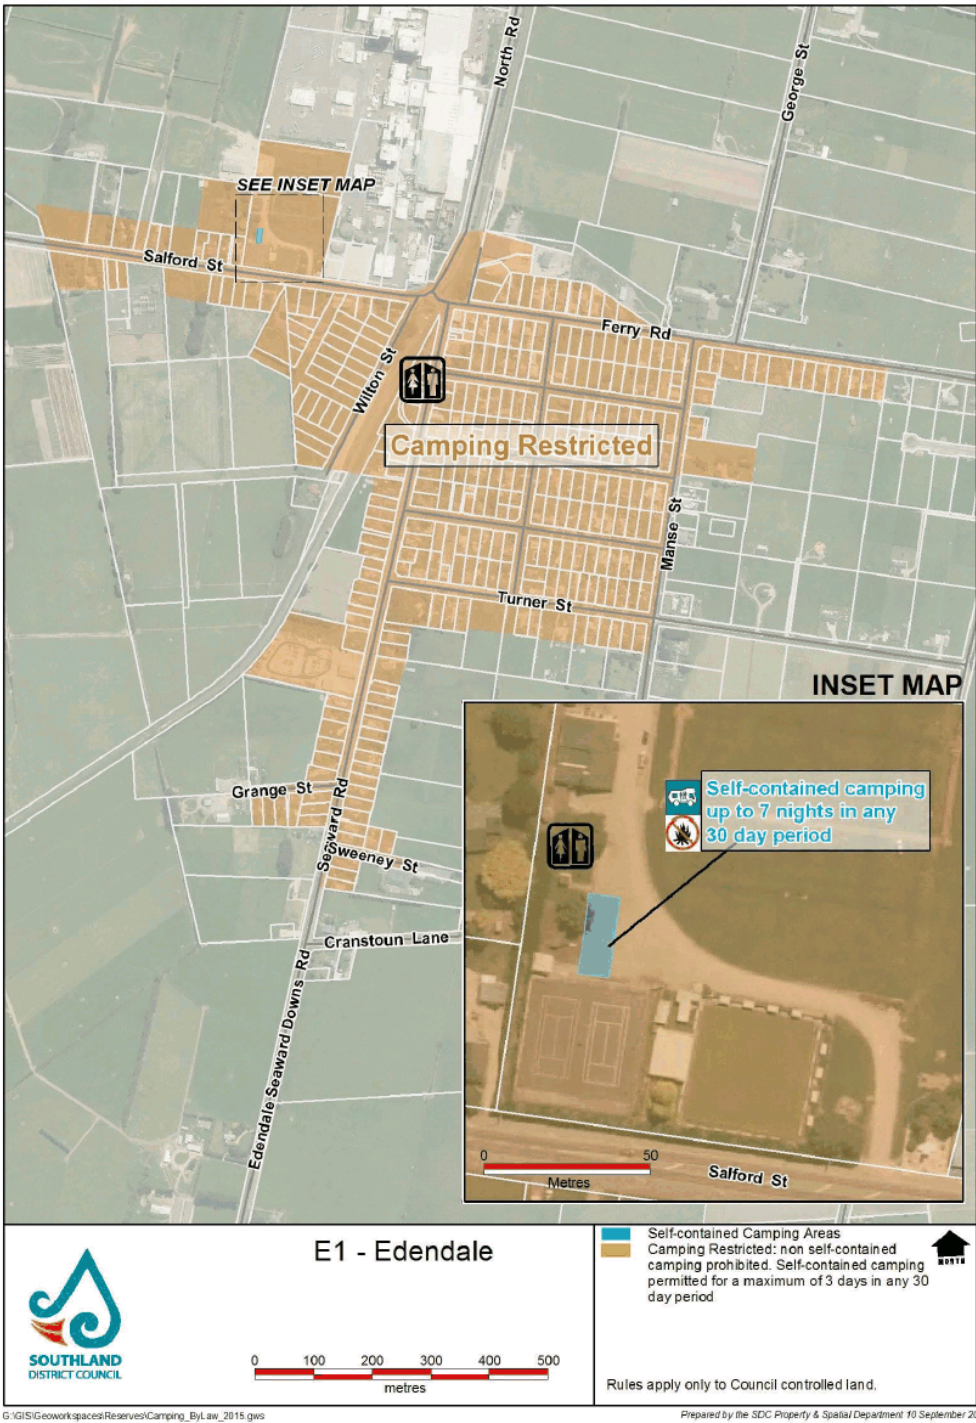 North Rd
George St
SEE INSET MAP
Salford St
Ferry Rd
Wilton St
Camping Restricted
Manse St
Turner St
INSET MAP
Self-contained camping
up to 7 nights in any
30 day period
Grange St
Seaward Rd
Sweeney St
Cranstoun Lane
Edendale Seaward Downs Rd
0 50
Metres
Salford St
E1 - Edendale
Self-contained Camping Areas
Camping Restricted: non self-contained
camping prohibited. Self-contained camping
permitted for a maximum of 3 days in any 30
day period
NORTH
SOUTHLAND
DISTRICT COUNCIL
0 100 200 300 400 500
metres
Rules apply only to Council controlled land.
G:\GIS\Geoworkspaces\Reserves\Camping_ByLaw_2015.gws
Prepared by the SDC Property & Spatial Department 10 September